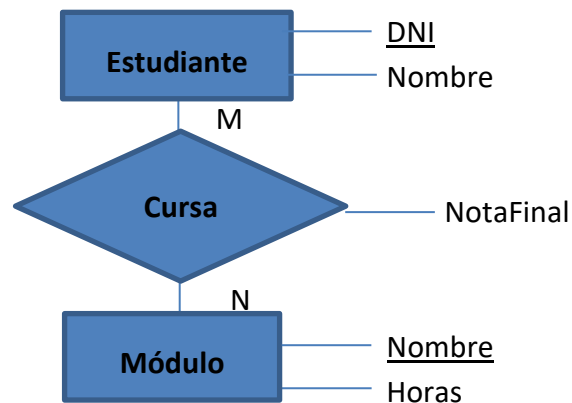 DNI
Estudiante
Nombre
M
Cursa
NotaFinal
N
Nombre
Módulo
Horas